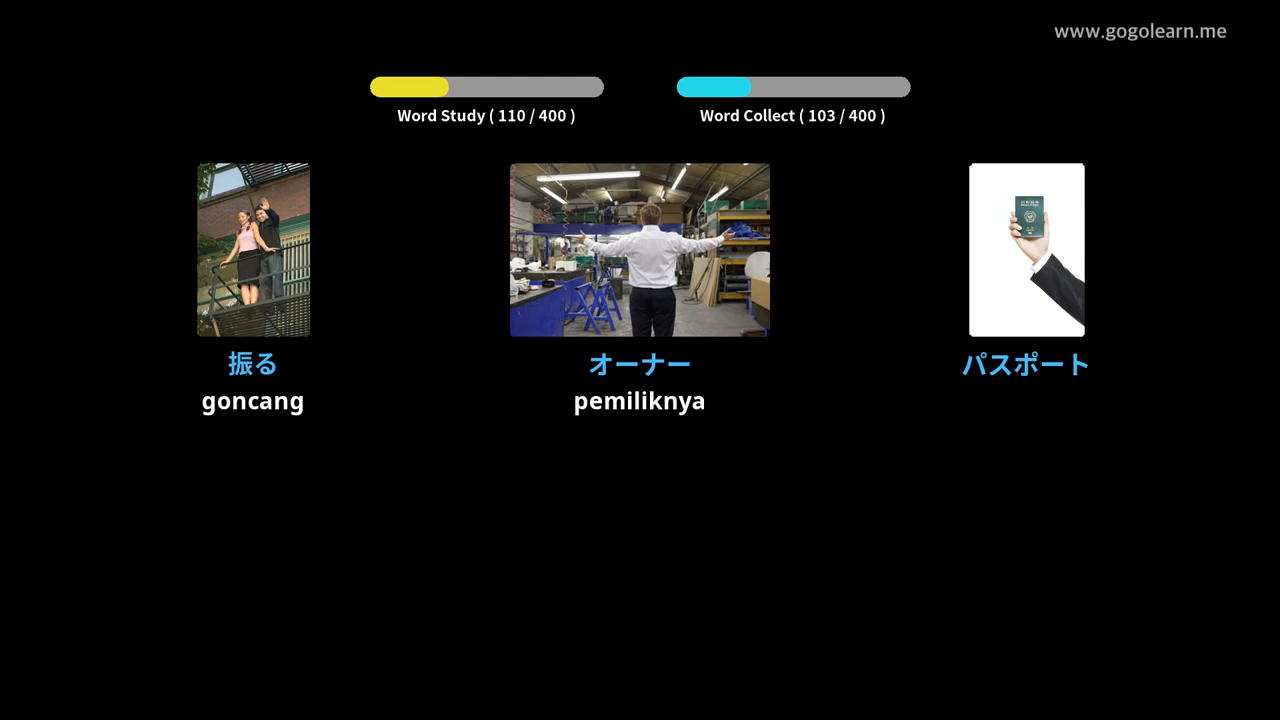 www.gogolearn.me
Word Study ( 110 / 400 )
Word Collect ( 103 / 400 )
振る
オーナー
パスポート
goncang
pemiliknya